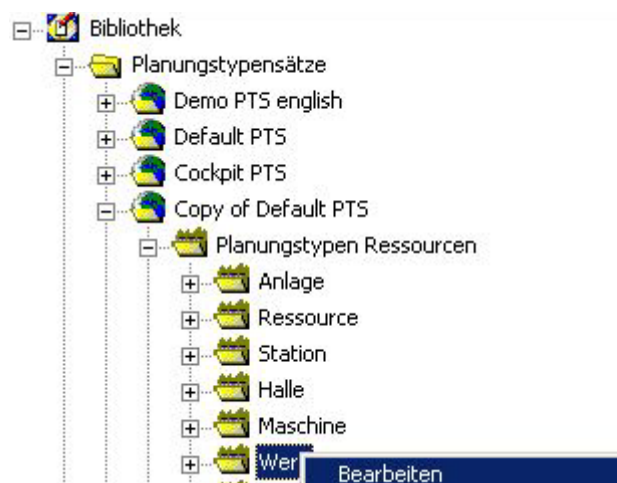 Bibliothek
Planungstypensätze
Demo PTS english
Default PTS
Cockpit PTS
Copy of Default PTS
Planungstypen Ressourcen
Anlage
Ressource
Station
Halle
Maschine
Wer
Bearbeiten